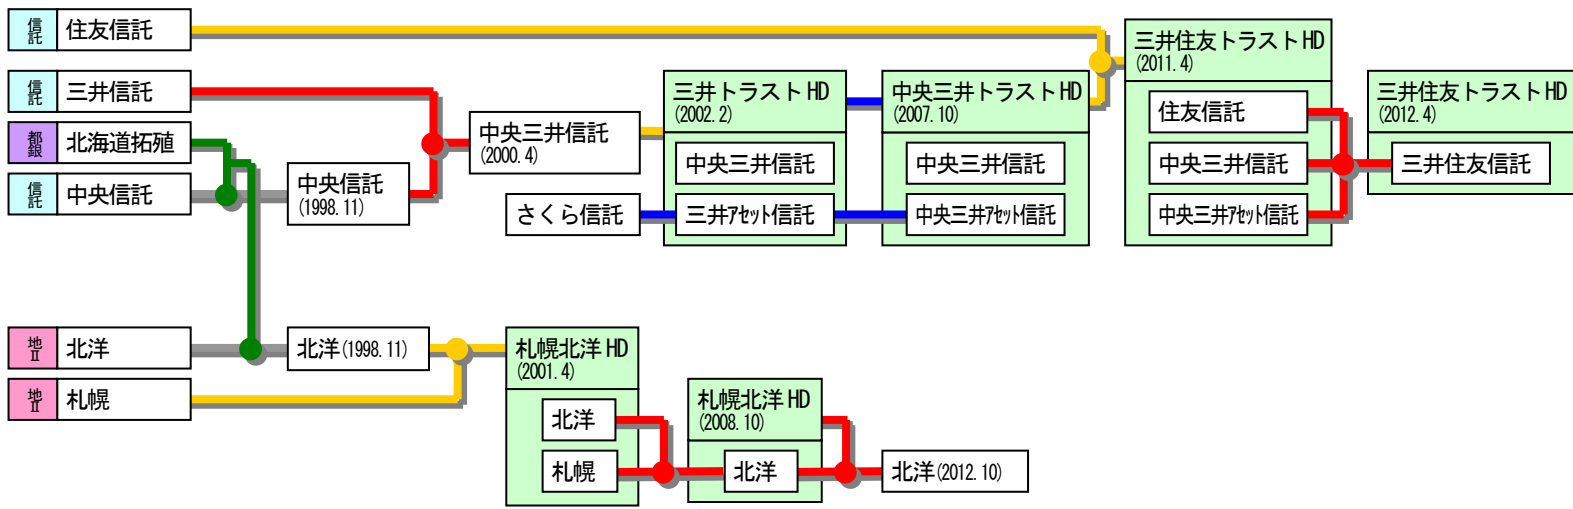 信託 住友信託
信託 三井信託
都銀 北海道拓殖
信託 中央信託
中央信託
(1998.11)
中央三井信託
(2000.4)
さくら信託
三井トラストHD
(2002.2)
中央三井信託
三井ｱｾｯﾄ信託
中央三井トラストHD
(2007.10)
中央三井信託
中央三井ｱｾｯﾄ信託
三井住友トラストHD
(2011.4)
住友信託
中央三井信託
中央三井ｱｾｯﾄ信託
三井住友トラストHD
(2012.4)
三井住友信託
地Ⅱ 北洋
地Ⅱ 札幌
北洋(1998.11)
札幌北洋HD
(2001.4)
北洋
札幌
札幌北洋HD
(2008.10)
北洋
北洋(2012.10)